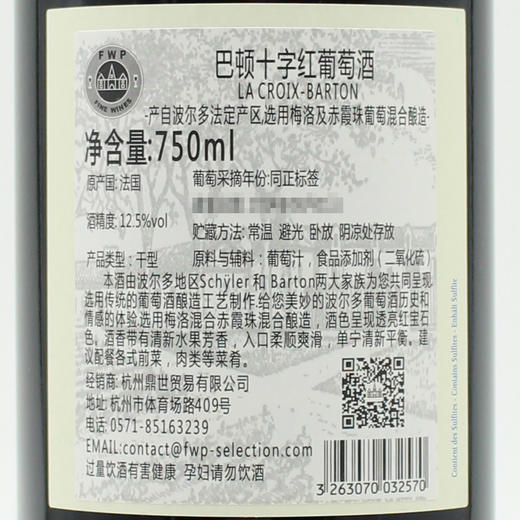 FWP
FINE WINES
巴顿十字红葡萄酒
LA CROIX-BARTON
-产自波尔多法定产区,选用梅洛及赤霞珠葡萄混合酿造-
净含量:750ml
原产国: 法国
葡萄采摘年份:同正标签
酒精度: 12.5%vol
贮藏方法: 常温 避光 卧放 阴凉处存放
产品类型: 干型
原料与辅料: 葡萄汁, 食品添加剂 (二氧化硫)
本酒由波尔多地区Schÿler 和 Barton两大家族为您共同呈现
选用传统的葡萄酒酿造工艺制作.给您美妙的波尔多葡萄酒历史和
情感的体验.选用梅洛混合赤霞珠混合酿造, 酒色呈现透亮红宝石
色。酒香带有清新水果芳香, 入口柔顺爽滑, 单宁清新平衡。建
议配餐各式前菜, 肉类等菜肴。
经销商: 杭州鼎世贸易有限公司
地址: 杭州市体育场路409号
电话: 0571-85163239
EMAIL:contact@fwp-selection.com
过量饮酒有害健康 孕妇请勿饮酒
3 263070 032570
Contient des Sulfites - Contains Sulfites - Enhält Sulfite